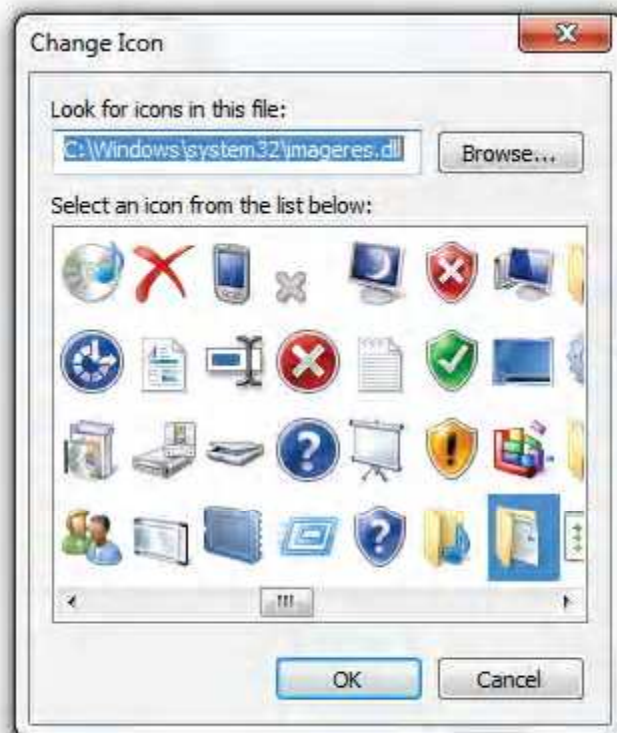 Change Icon
Look for icons in this file:
C:\Windows\system32\imageres.dll
Browse...
Select an icon from the list below:
OK
Cancel